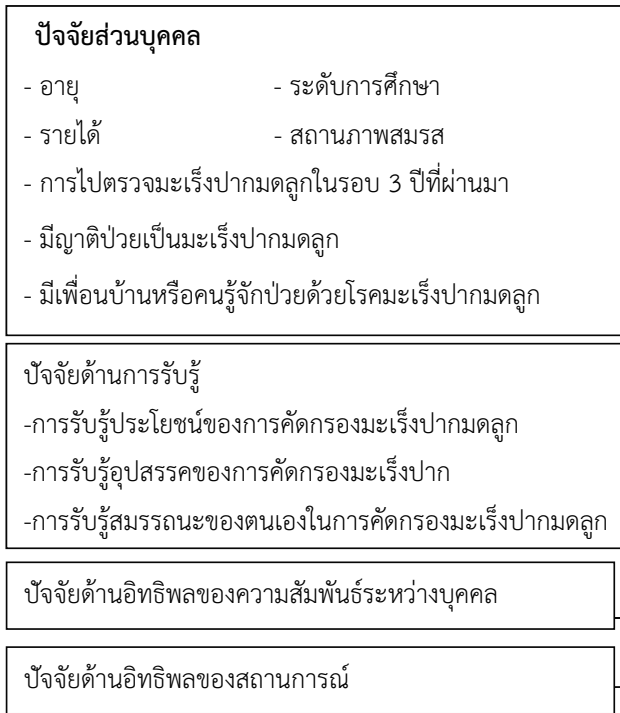 ปัจจัยส่วนบุคคล
- อายุ - ระดับการศึกษา
- รายได้ - สถานภาพสมรส
- การไปตรวจมะเร็งปากมดลูกในรอบ 3 ปีที่ผ่านมา
- มีญาติป่วยเป็นมะเร็งปากมดลูก
- มีเพื่อนบ้านหรือคนรู้จักป่วยด้วยโรคมะเร็งปากมดลูก
ปัจจัยด้านการรับรู้
-การรับรู้ประโยชน์ของการคัดกรองมะเร็งปากมดลูก
-การรับรู้อุปสรรคของการคัดกรองมะเร็งปาก
-การรับรู้สมรรถนะของตนเองในการคัดกรองมะเร็งปากมดลูก
ปัจจัยด้านอิทธิพลของความสัมพันธ์ระหว่างบุคคล
ปัจจัยด้านอิทธิพลของสถานการณ์